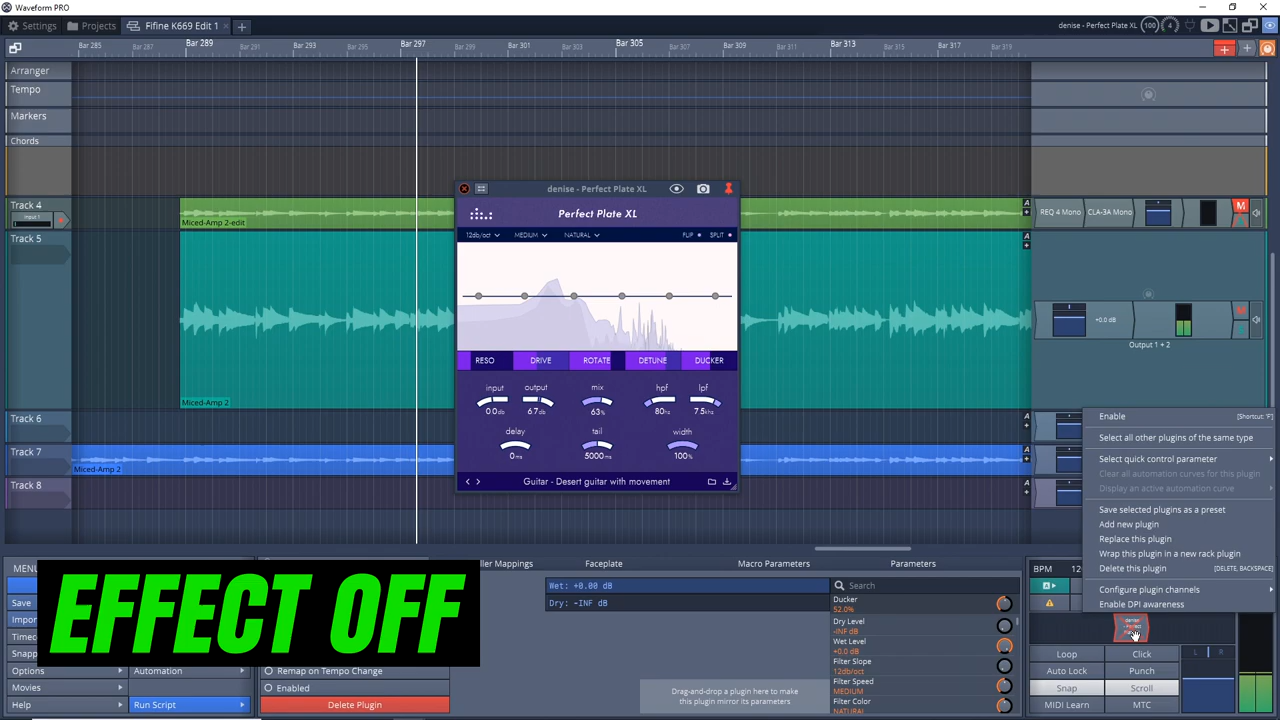 Waveform PRO
Settings
Projects
Fifine K669 Edit 1
denise - Perfect Plate XL
100
4
Bar 285
Bar 287
Bar 289
Bar 291
Bar 293
Bar 295
Bar 297
Bar 299
Bar 301
Bar 303
Bar 305
Bar 307
Bar 309
Bar 311
Bar 313
Bar 315
Bar 317
Bar 319
Arranger
Tempo
Markers
Chords
Track 4
Input 1
Miced-Amp 2-edit
A
REQ 4 Mono
CLA-3A Mono
M
Track 5
A
+0.0 dB
M
Output 1 + 2
Miced-Amp 2
Track 6
A
Track 7
Miced-Amp 2
A
Track 8
A
denise - Perfect Plate XL
Perfect Plate XL
12db/oct
MEDIUM
NATURAL
FLIP
SPLIT
RESO
DRIVE
ROTATE
DETUNE
DUCKER
input
output
mix
hpf
lpf
0.0db
6.7db
63%
80hz
delay
tail
width
0ms
5000ms
100%
Guitar - Desert guitar with movement
Enable
[Shortcut: 'F']
Select all other plugins of the same type
Select quick control parameter
Clear all automation curves for this plugin
Display an active automation curve
Save selected plugins as a preset
Add new plugin
Replace this plugin
Wrap this plugin in a new rack plugin
Delete this plugin
[DELETE, BACKSPACE]
Configure plugin channels
Enable DPI awareness
MENU
Save
Options
Movies
Help
Automation
Run Script
EFFECT OFF
Remap on Tempo Change
Enabled
Delete Plugin
ller Mappings
Faceplate
Macro Parameters
Parameters
Wet: +0.00 dB
Dry: -INF dB
Drag-and-drop a plugin here to make
this plugin mirror its parameters
Search
Ducker
52.0%
Dry Level
-INF dB
Wet Level
+0.0 dB
Filter Slope
12db/oct
Filter Speed
MEDIUM
Filter Color
NATURAL
BPM
denise
- Perfect
Loop
Click
Auto Lock
Punch
Snap
Scroll
MIDI Learn
MTC
L
R